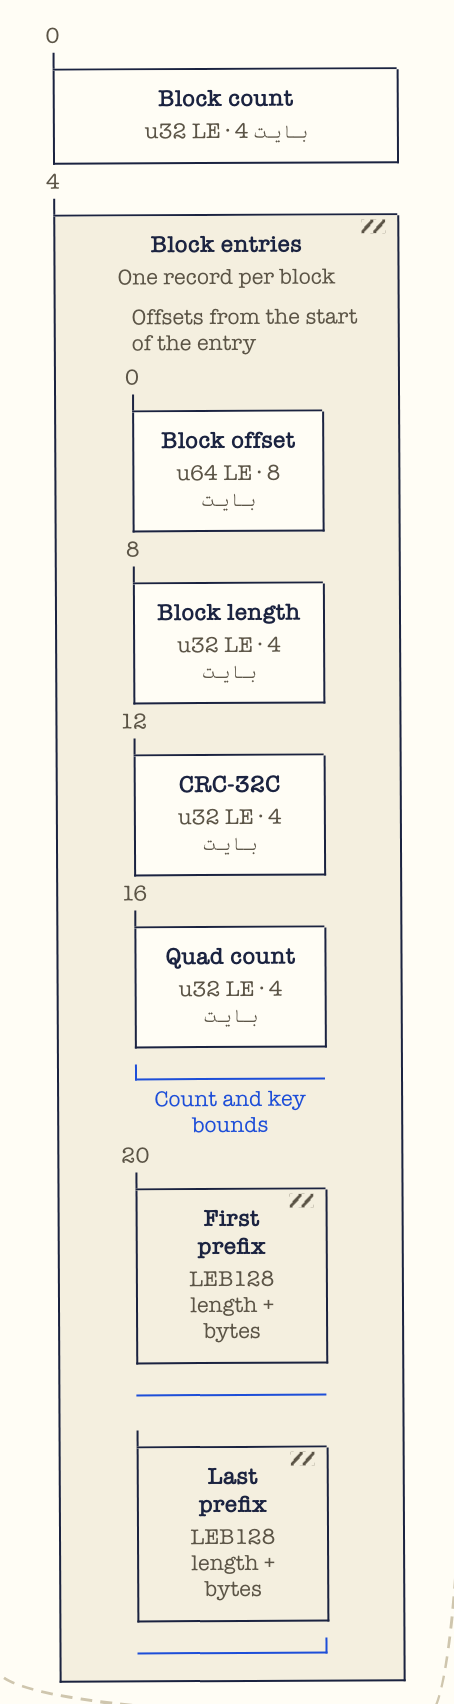 0
Block count
u32 LE · 4 بايت
4
Block entries
One record per block
Offsets from the start
of the entry
0
Block offset
u64 LE · 8
بايت
8
Block length
u32 LE · 4
بايت
12
CRC-32C
u32 LE · 4
بايت
16
Quad count
u32 LE · 4
بايت
Count and key
bounds
20
First
prefix
LEB128
length +
bytes
Last
prefix
LEB128
length +
bytes